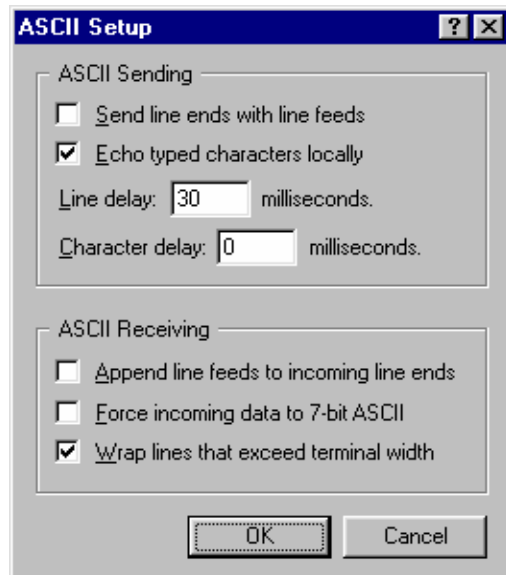 ASCII Setup
ASCII Sending
Send line ends with line feeds
Echo typed characters locally
Line delay: 30 milliseconds.
Character delay: 0 milliseconds.
ASCII Receiving
Append line feeds to incoming line ends
Force incoming data to 7-bit ASCII
Wrap lines that exceed terminal width
OK Cancel